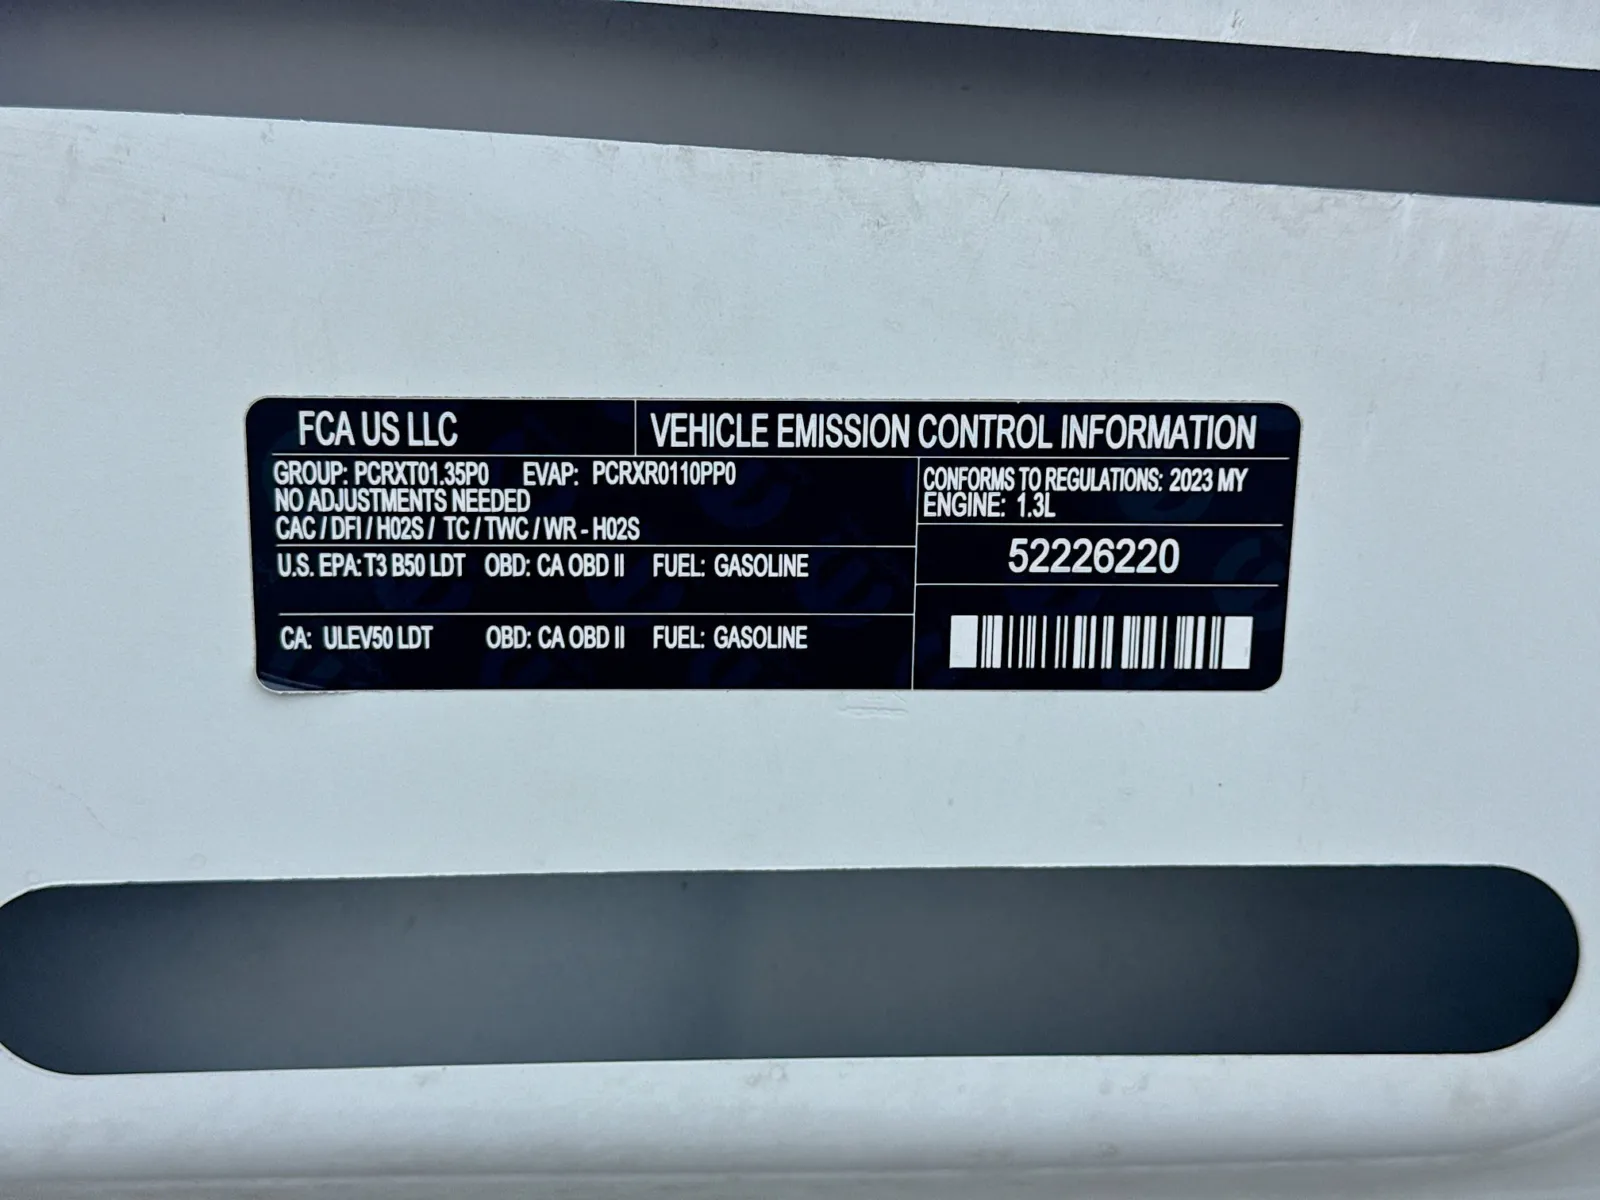 FCA US LLC
VEHICLE EMISSION CONTROL INFORMATION
GROUP: PCRXT01.35P0 EVAP: PCRXR0110PP0
NO ADJUSTMENTS NEEDED
CAC / DFI / H02S / TC / TWC / WR - H02S
U.S. EPA: T3 B50 LDT OBD: CA OBD II FUEL: GASOLINE
CA: ULEV50 LDT OBD: CA OBD II FUEL: GASOLINE
CONFORMS TO REGULATIONS: 2023 MY
ENGINE: 1.3L
52226220